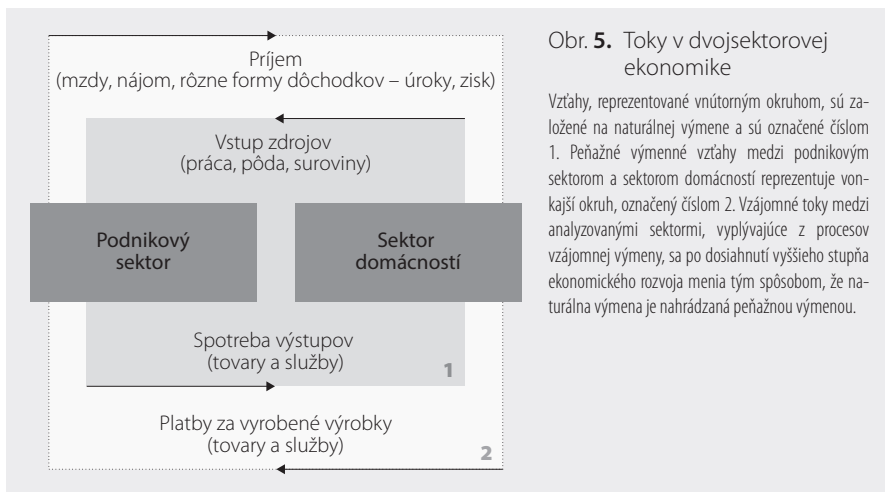 Príjem
(mzdy, nájom, rôzne formy dôchodkov – úroky, zisk)
Vstup zdrojov
(práca, pôda, suroviny)
Podnikový
sektor
Sektor
domácností
Spotreba výstupov
(tovary a služby)
1
Platby za vyrobené výrobky
(tovary a služby)
2
Obr. 5. Toky v dvojsektorovej
ekonomike
Vzťahy, reprezentované vnútorným okruhom, sú za-
ložené na naturálnej výmene a sú označené číslom
1. Peňažné výmenné vzťahy medzi podnikovým
sektorom a sektorom domácností reprezentuje von-
kajší okruh, označený číslom 2. Vzájomné toky medzi
analyzovanými sektormi, vyplývajúce z procesov
vzájomnej výmeny, sa po dosiahnutí vyššieho stupňa
ekonomického rozvoja menia tým spôsobom, že na-
turálna výmena je nahrádzaná peňažnou výmenou.